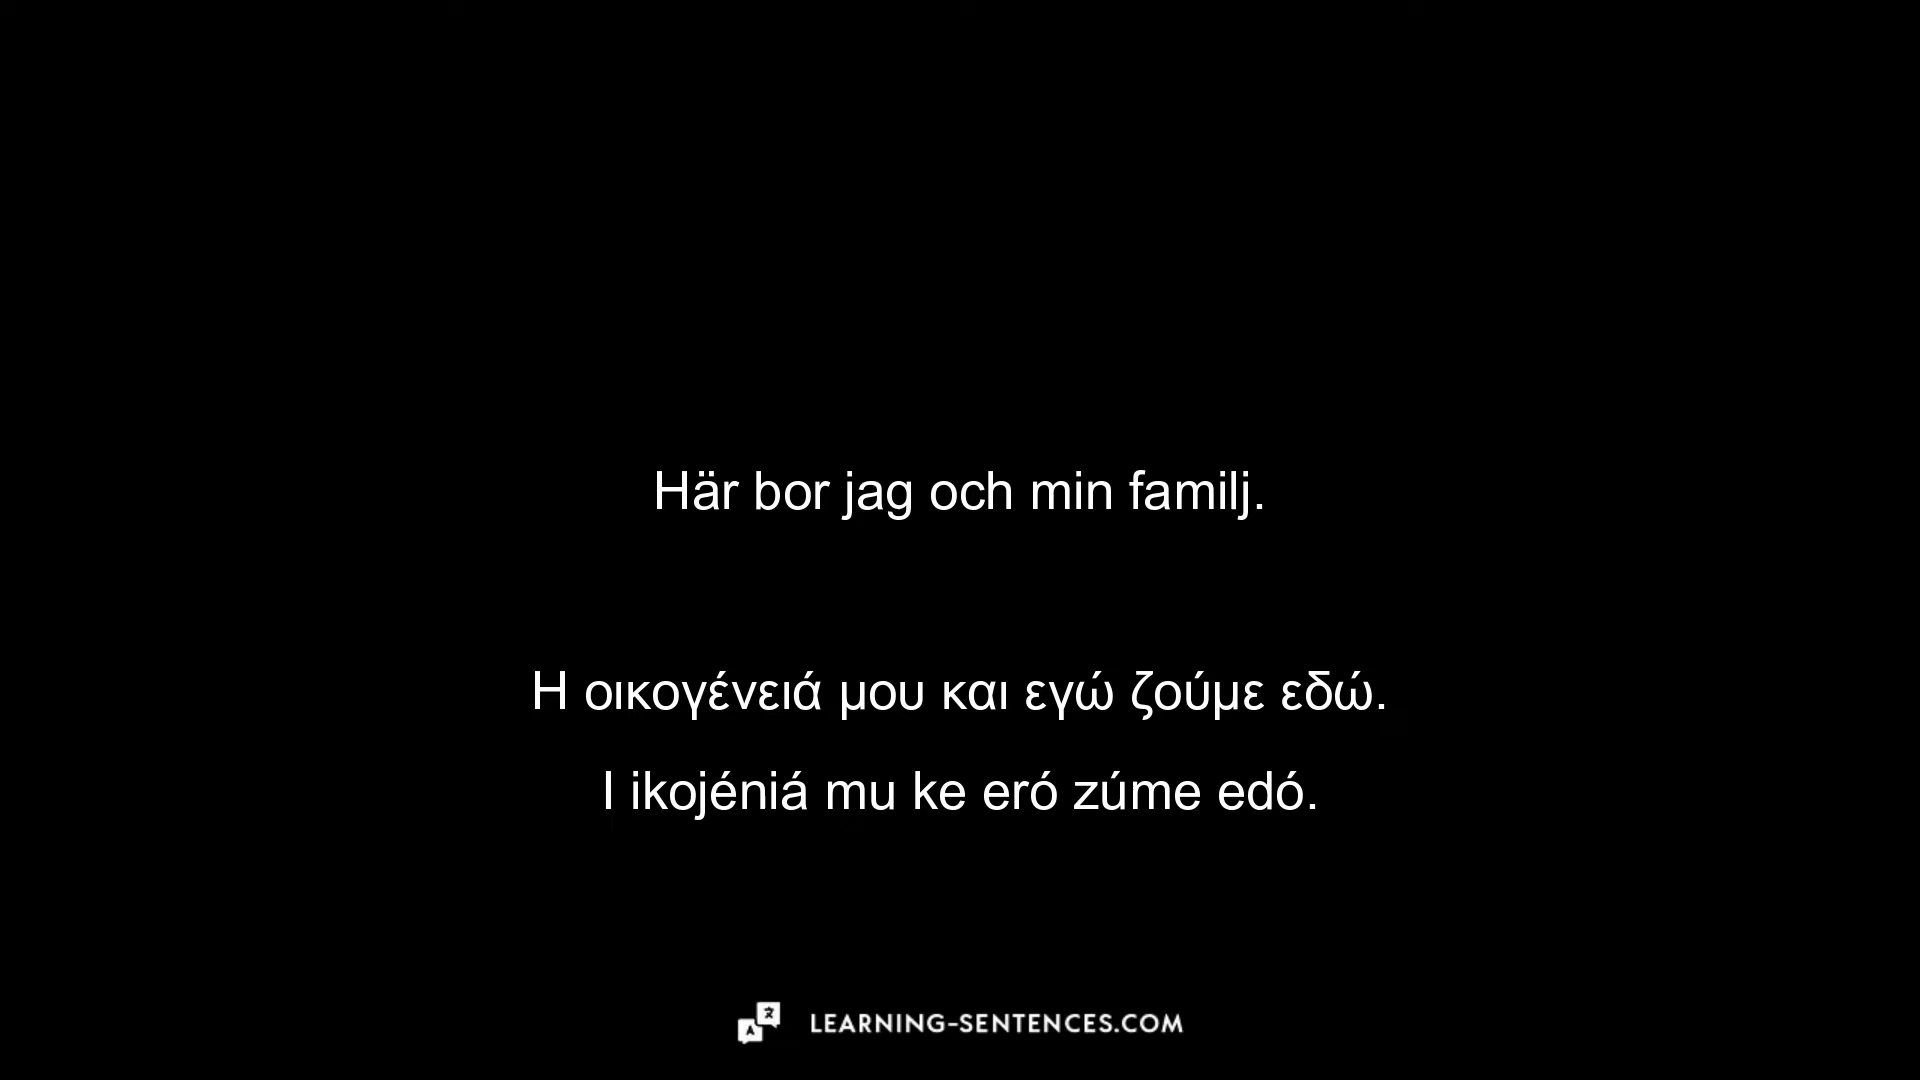 Här bor jag och min familj.
Η οικογένειά μου και εγώ ζούμε εδώ.
I ikojéniá mu ke eró zúme edó.
LEARNING-SENTENCES.COM